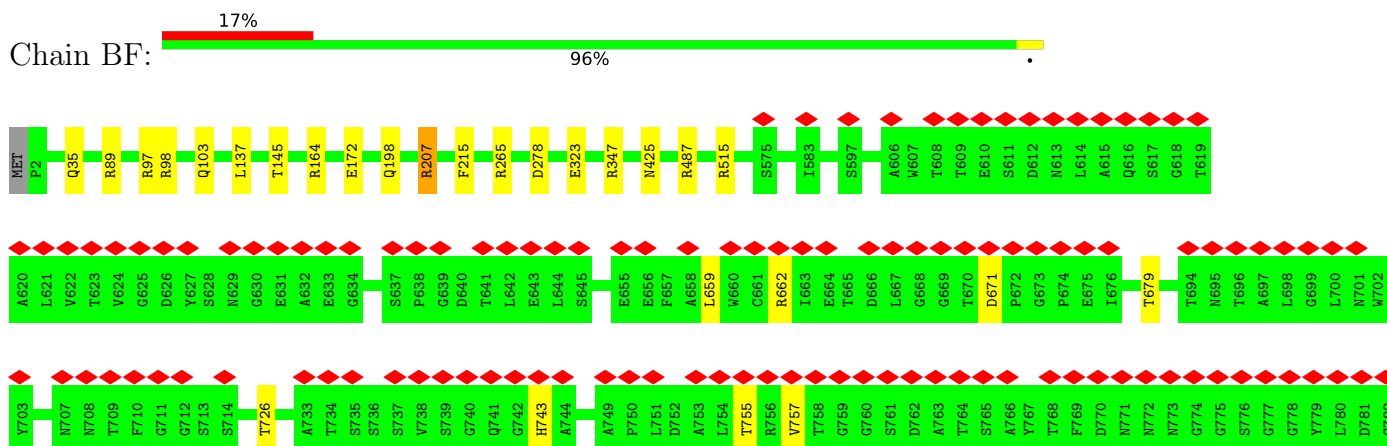 17%
Chain BF:
96%
•
MET P2 Q35 R89 R97 R98 Q103 L137 T145 R164 E172 Q198 R207 F215 R265 D278 E323 R347 N425 R487 R515 S575 I583 S597 A606 W607 T608 T609 E610 S611 D612 N613 L614 A615 Q616 S617 G618 T619
A620 L621 V622 T623 V624 G625 D626 Y627 S628 N629 G630 E631 A632 E633 G634 S637 P638 G639 D640 T641 L642 E643 L644 S645 E655 E656 F657 A658 L659 W660 C661 R662 I663 E664 T665 D666 L667 G668 G669 T670 D671 P672 G673 P674 E675 I676 T679 T694 N695 T696 A697 L698 G699 L700 N701 W702
Y703 N707 N708 T709 F710 G711 G712 S713 S714 T726 A733 T734 S735 S736 S737 V738 S739 G740 Q741 G742 H743 A744 A749 P750 L751 D752 A753 L754 T755 R756 V757 T758 G759 G760 S761 D762 A763 T764 S765 A766 Y767 T768 F769 D770 N771 N772 N773 G774 G775 S776 G777 G778 Y779 L780 D781